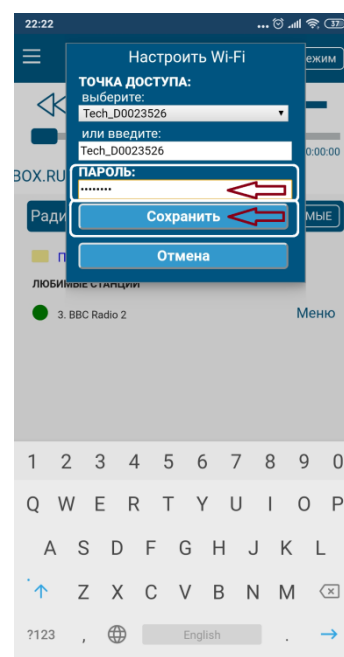 22:22
37
Настроить Wi-Fi
ежим
ТОЧКА ДОСТУПА:
выберите:
Tech_D0023526
или введите:
Tech_D0023526
0:00:00
BOX.RU
ПАРОЛЬ:
••••••••
Ради
Сохранить
МЫЕ
П
Отмена
ЛЮБИМЫЕ СТАНЦИИ
3. BBC Radio 2
Меню
1 2 3 4 5 6 7 8 9 0
Q W E R T Y U I O P
A S D F G H J K L
Z X C V B N M
?123 , English .